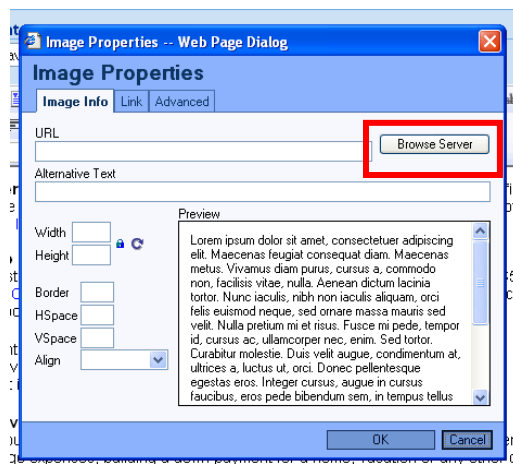 Image Properties -- Web Page Dialog
Image Properties
Image Info Link Advanced
URL
Browse Server
Alternative Text
Preview
Width
Height
Border
HSpace
VSpace
Align
Lorem ipsum dolor sit amet, consectetuer adipiscing
elit. Maecenas feugiat consequat diam. Maecenas
metus. Vivamus diam purus, cursus a, commodo
non, facilisis vitae, nulla. Aenean dictum lacinia
tortor. Nunc iaculis, nibh non iaculis aliquam, orci
felis euismod neque, sed ornare massa mauris sed
velit. Nulla pretium mi et risus. Fusce mi pede, tempor
id, cursus ac, ullamcorper nec, enim. Sed tortor.
Curabitur molestie. Duis velit augue, condimentum at,
ultrices a, luctus ut, orci. Donec pellentesque
egestas eros. Integer cursus, augue in cursus
faucibus, eros pede bibendum sem, in tempus tellus
OK Cancel